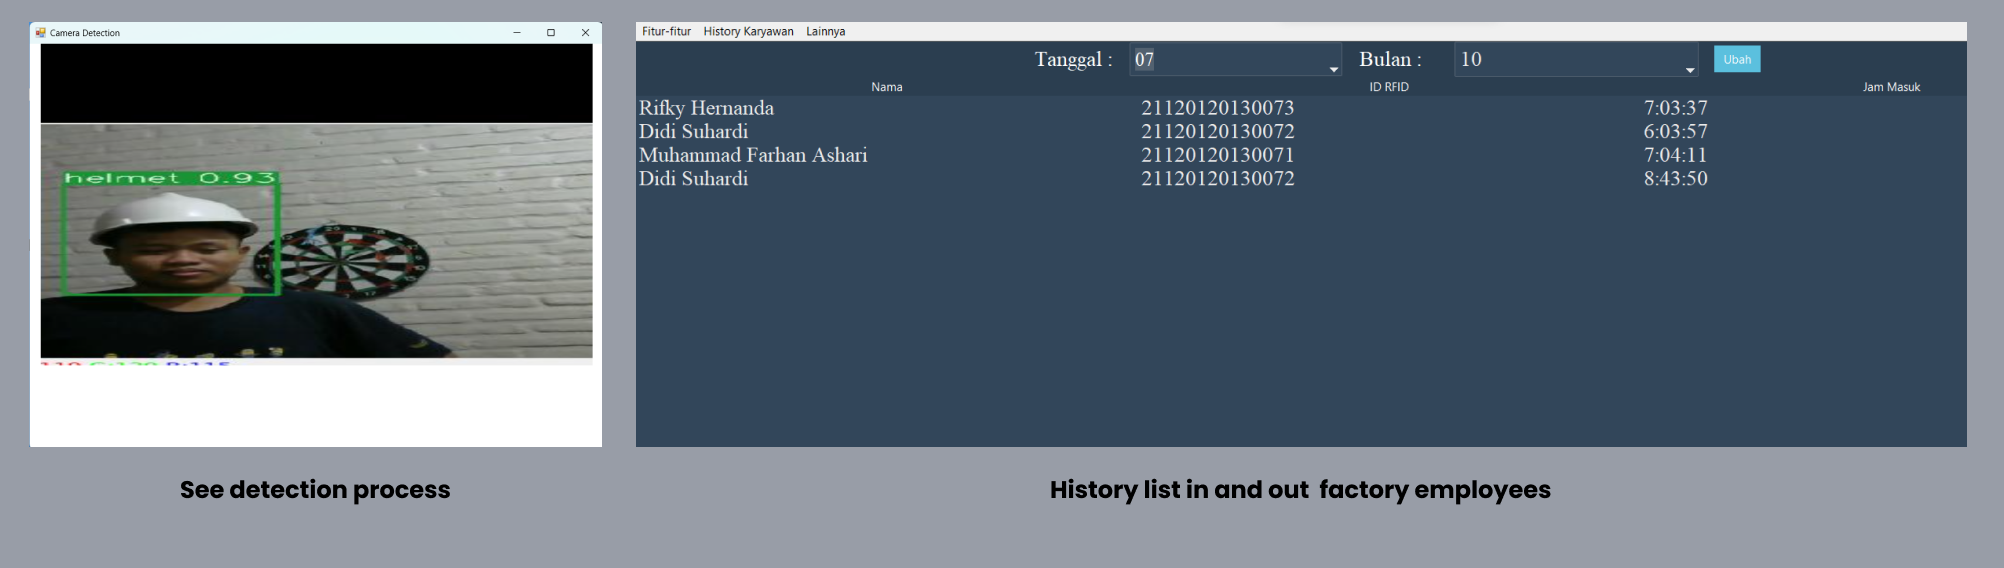 Camera Detection
helmet 0.93
See detection process
Fitur-fitur History Karyawan Lainnya
Tanggal : 07 Bulan : 10 Ubah
Nama ID RFID Jam Masuk
Rifky Hernanda 21120120130073 7:03:37
Didi Suhardi 21120120130072 6:03:57
Muhammad Farhan Ashari 21120120130071 7:04:11
Didi Suhardi 21120120130072 8:43:50
History list in and out factory employees